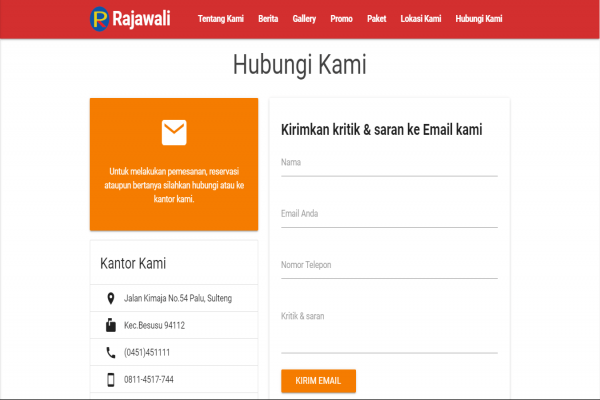 Rajawali
Tentang Kami Berita Gallery Promo Paket Lokasi Kami Hubungi Kami
Hubungi Kami
Untuk melakukan pemesanan, reservasi
ataupun bertanya silahkan hubungi atau ke
kantor kami.
Kantor Kami
Jalan Kimaja No.54 Palu, Sulteng
Kec.Besusu 94112
(0451)451111
0811-4517-744
Kirimkan kritik & saran ke Email kami
Nama
Email Anda
Nomor Telepon
Kritik & saran
KIRIM EMAIL